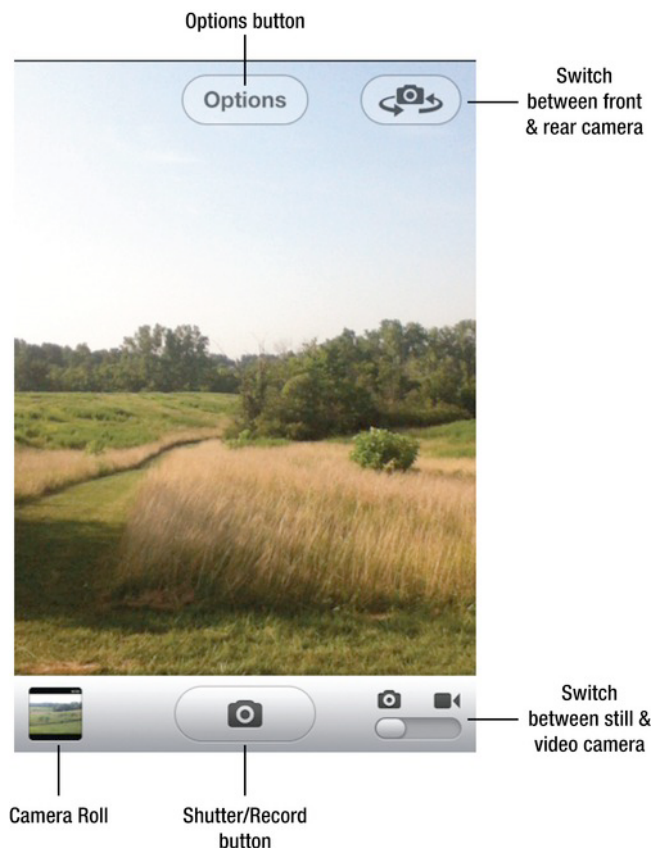 Options button
Options
Switch
between front
& rear camera
Switch
between still &
video camera
Camera Roll
Shutter/Record
button